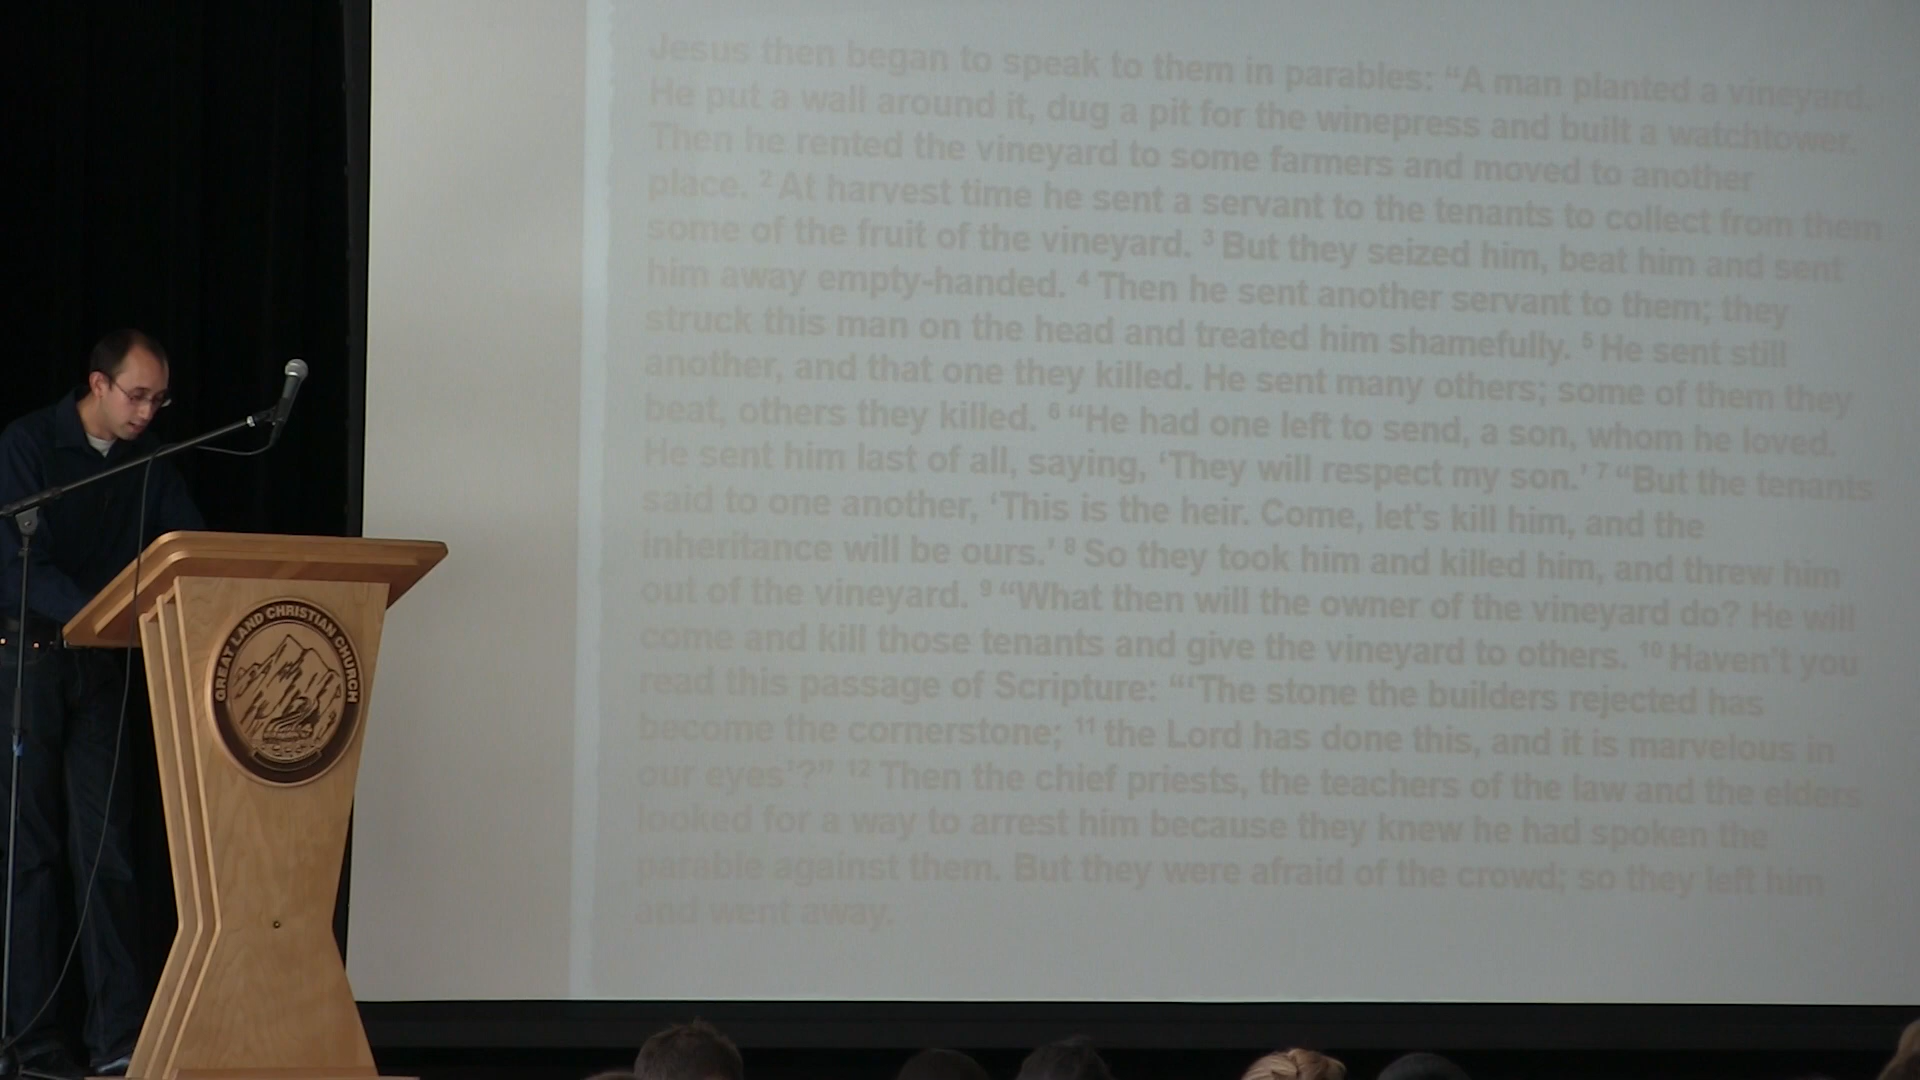 Jesus then began to speak to them in parables: “A man planted a vineyard.
He put a wall around it, dug a pit for the winepress and built a watchtower.
Then he rented the vineyard to some farmers and moved to another
place. 2 At harvest time he sent a servant to the tenants to collect from them
some of the fruit of the vineyard. 3 But they seized him, beat him and sent
him away empty-handed. 4 Then he sent another servant to them; they
struck this man on the head and treated him shamefully. 5 He sent still
another, and that one they killed. He sent many others; some of them they
beat, others they killed. 6 “He had one left to send, a son, whom he loved.
He sent him last of all, saying, ‘They will respect my son.’ 7 “But the tenants
said to one another, ‘This is the heir. Come, let’s kill him, and the
inheritance will be ours.’ 8 So they took him and killed him, and threw him
out of the vineyard. 9 “What then will the owner of the vineyard do? He will
come and kill those tenants and give the vineyard to others. 10 Haven’t you
read this passage of Scripture: “‘The stone the builders rejected has
become the cornerstone; 11 the Lord has done this, and it is marvelous in
our eyes’?” 12 Then the chief priests, the teachers of the law and the elders
looked for a way to arrest him because they knew he had spoken the
parable against them. But they were afraid of the crowd; so they left him
and went away.
GREAT LAND CHRISTIAN CHURCH